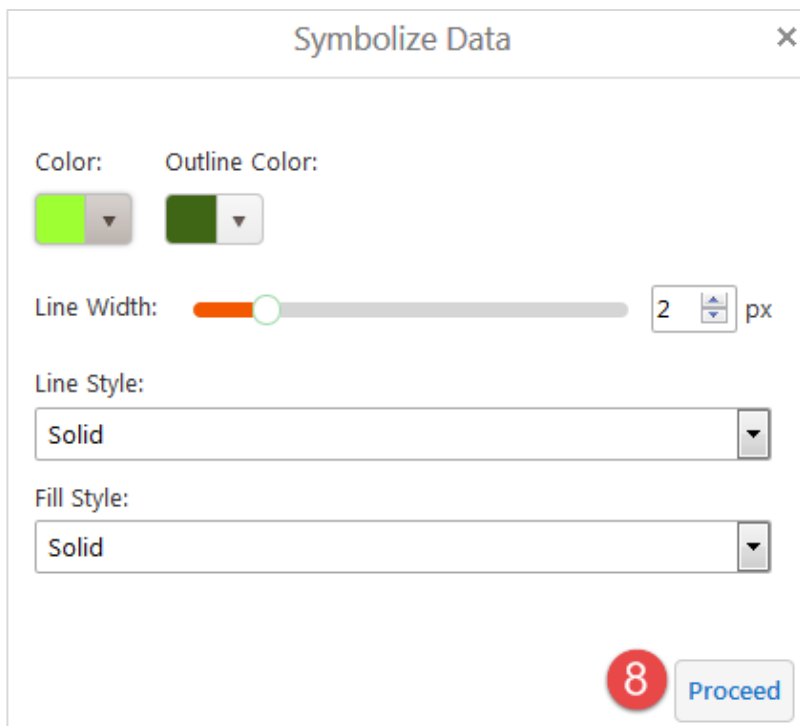 Symbolize Data ×
Color: Outline Color:
Line Width: 2 px
Line Style:
Solid
Fill Style:
Solid
8 Proceed